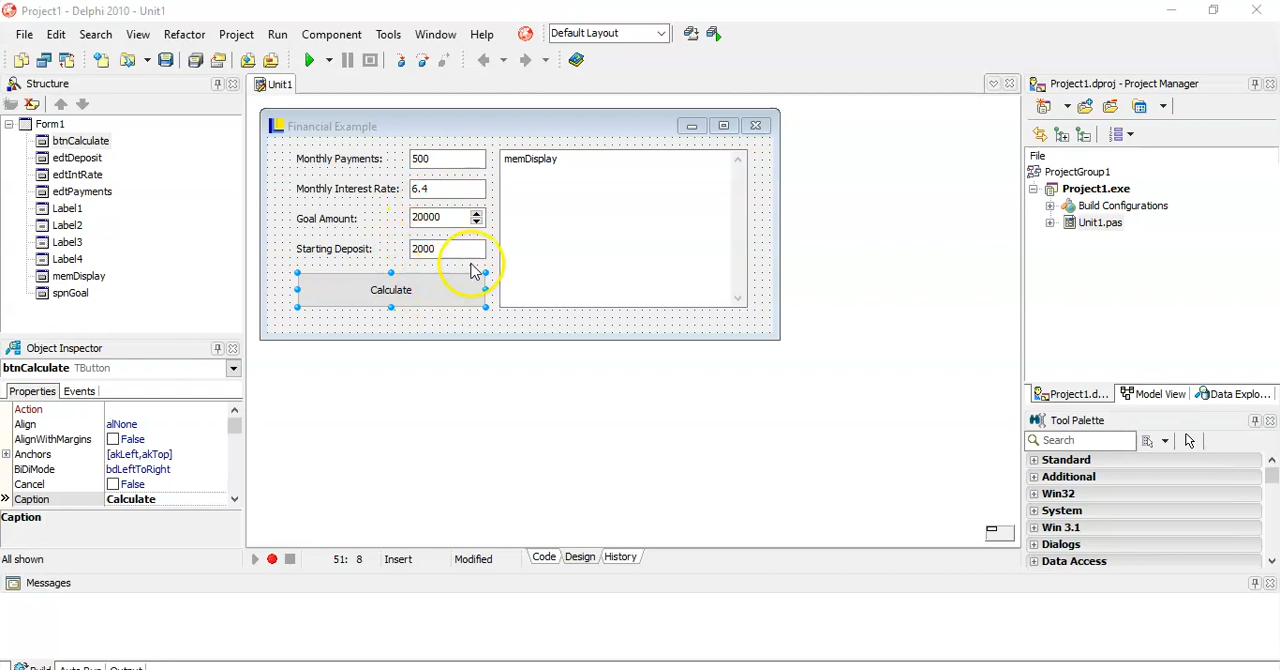 Project1 - Delphi 2010 - Unit1
File Edit Search View Refactor Project Run Component Tools Window Help
Default Layout
Structure
Form1
btnCalculate
edtDeposit
edtIntRate
edtPayments
Label1
Label2
Label3
Label4
memDisplay
spnGoal
Object Inspector
btnCalculate TButton
Properties Events
Action
Align alNone
AlignWithMargins False
Anchors [akLeft,akTop]
BiDiMode bdLeftToRight
Cancel False
Caption Calculate
Caption
All shown
Unit1
Financial Example
Monthly Payments: 500
Monthly Interest Rate: 6.4
Goal Amount: 20000
Starting Deposit: 2000
Calculate
memDisplay
51: 8 Insert Modified Code Design History
Project1.dproj - Project Manager
File
ProjectGroup1
Project1.exe
Build Configurations
Unit1.pas
Project1.d... Model View Data Explo...
Tool Palette
Search
Standard
Additional
Win32
System
Win 3.1
Dialogs
Data Access
Messages
Build Auto Run Output